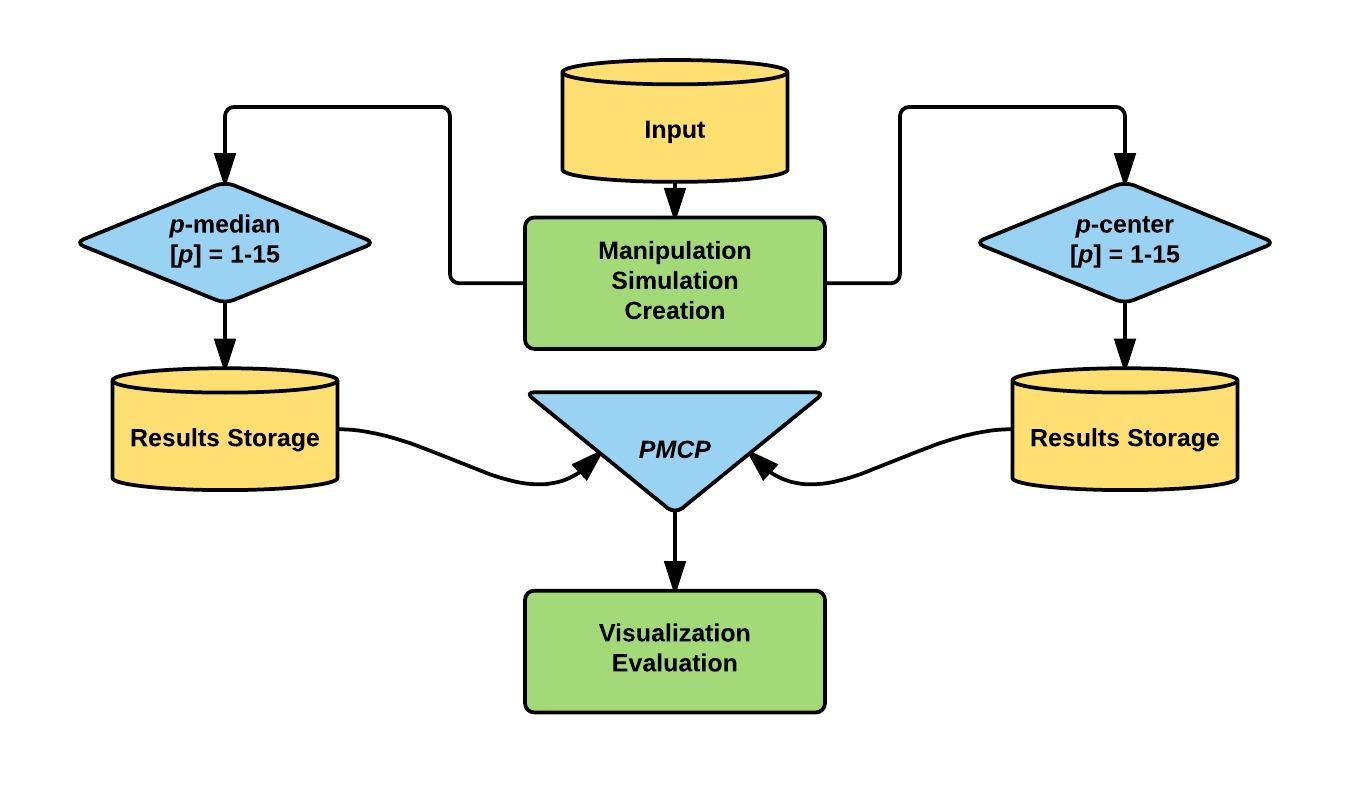 Input
p-median
[p] = 1-15
Manipulation
Simulation
Creation
p-center
[p] = 1-15
Results Storage
PMCP
Results Storage
Visualization
Evaluation